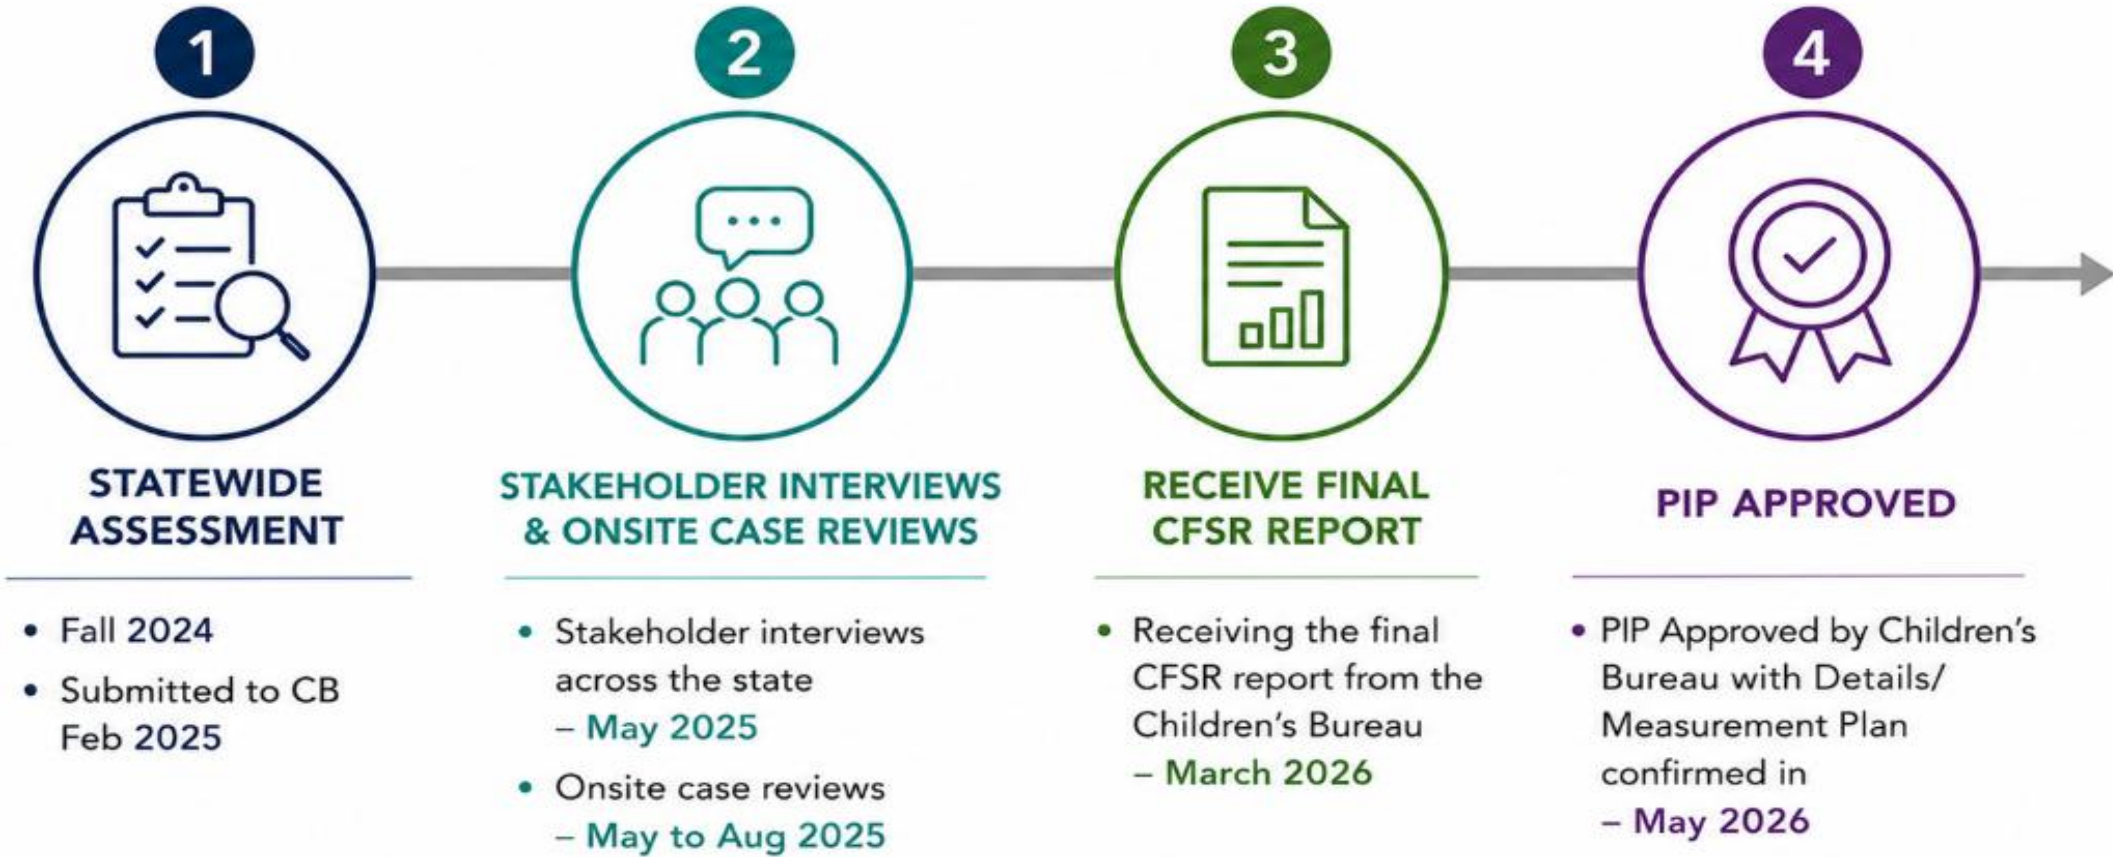 1
STATEWIDE
ASSESSMENT
• Fall 2024
• Submitted to CB
Feb 2025
2
STAKEHOLDER INTERVIEWS
& ONSITE CASE REVIEWS
• Stakeholder interviews
across the state
– May 2025
• Onsite case reviews
– May to Aug 2025
3
RECEIVE FINAL
CFSR REPORT
• Receiving the final
CFSR report from the
Children's Bureau
– March 2026
4
PIP APPROVED
• PIP Approved by Children's
Bureau with Details/
Measurement Plan
confirmed in
– May 2026